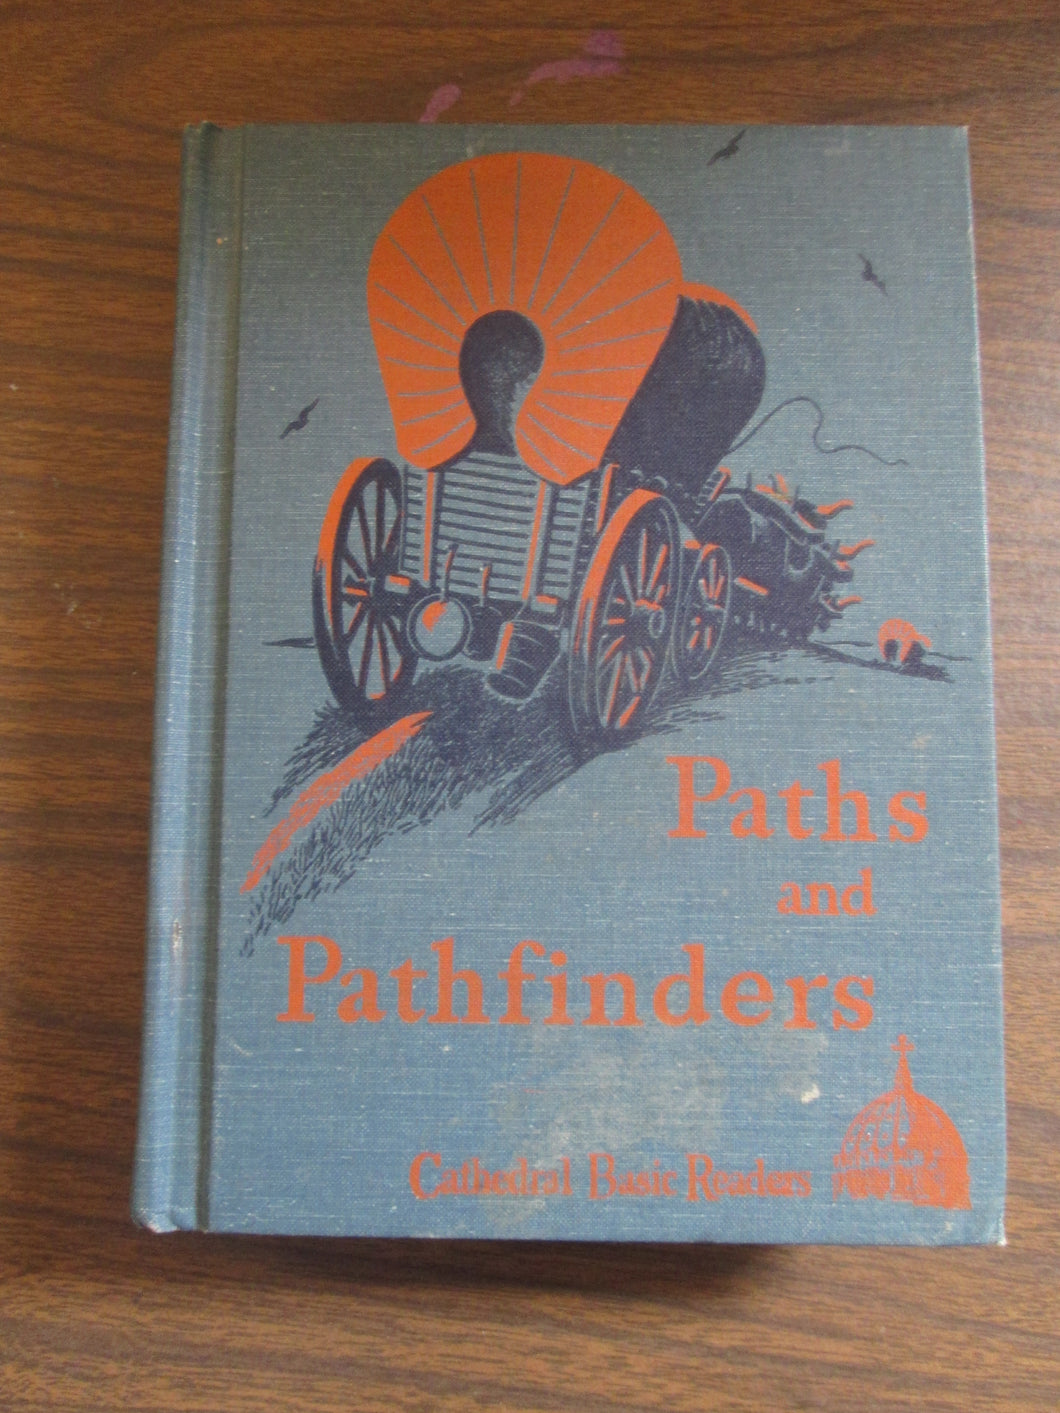 Paths
and
Pathfinders
Cathedral Basic Readers